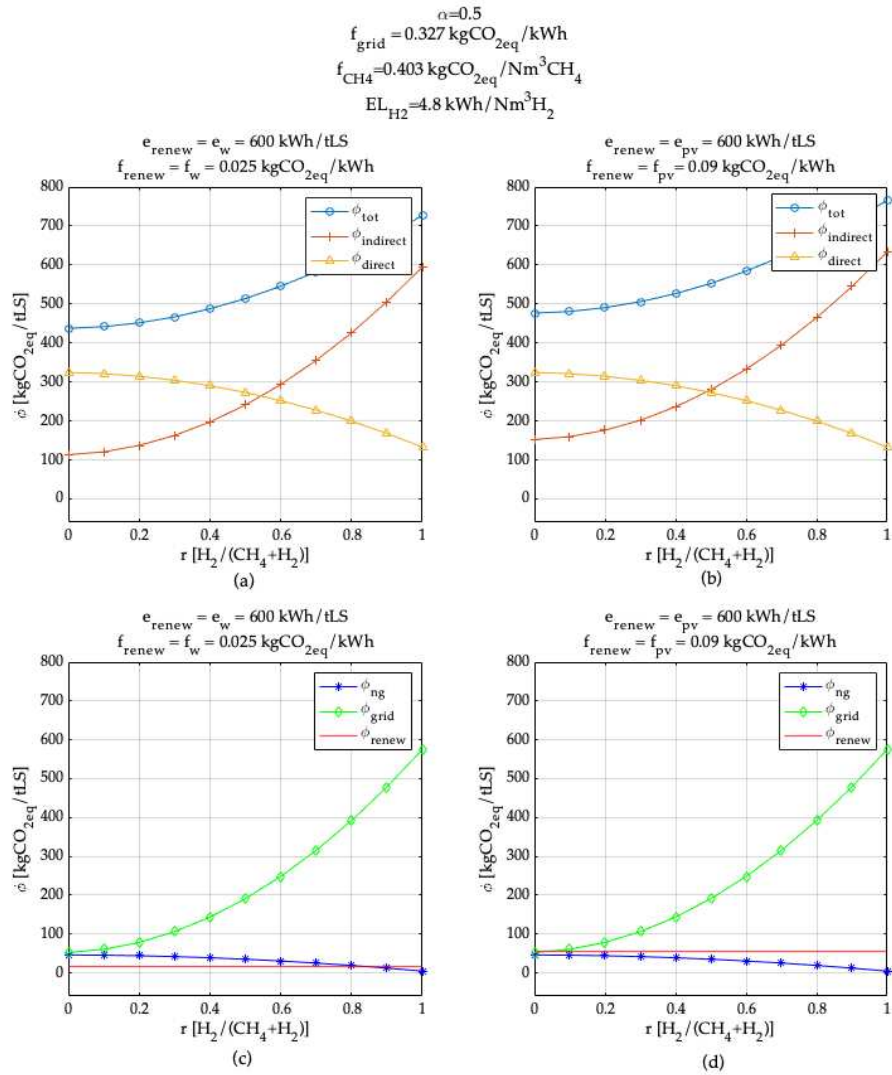 α=0.5
f_grid = 0.327 kgCO_2eq/kWh
f_CH4=0.403 kgCO_2eq/Nm^3CH_4
EL_H2=4.8 kWh/Nm^3H_2
e_renew = e_w = 600 kWh/tLS
f_renew = f_w = 0.025 kgCO_2eq/kWh
800
700
600
500
400
300
200
100
0
ϕ [kgCO_2eq/tLS]
ϕ_tot
ϕ_indirect
ϕ_direct
0 0.2 0.4 0.6 0.8 1
r [H_2/(CH_4+H_2)]
(a)
e_renew = e_pv = 600 kWh/tLS
f_renew = f_pv = 0.09 kgCO_2eq/kWh
800
700
600
500
400
300
200
100
0
ϕ [kgCO_2eq/tLS]
ϕ_tot
ϕ_indirect
ϕ_direct
0 0.2 0.4 0.6 0.8 1
r [H_2/(CH_4+H_2)]
(b)
e_renew = e_w = 600 kWh/tLS
f_renew = f_w = 0.025 kgCO_2eq/kWh
800
700
600
500
400
300
200
100
0
ϕ [kgCO_2eq/tLS]
ϕ_ng
ϕ_grid
ϕ_renew
0 0.2 0.4 0.6 0.8 1
r [H_2/(CH_4+H_2)]
(c)
e_renew = e_pv = 600 kWh/tLS
f_renew = f_pv = 0.09 kgCO_2eq/kWh
800
700
600
500
400
300
200
100
0
ϕ [kgCO_2eq/tLS]
ϕ_ng
ϕ_grid
ϕ_renew
0 0.2 0.4 0.6 0.8 1
r [H_2/(CH_4+H_2)]
(d)